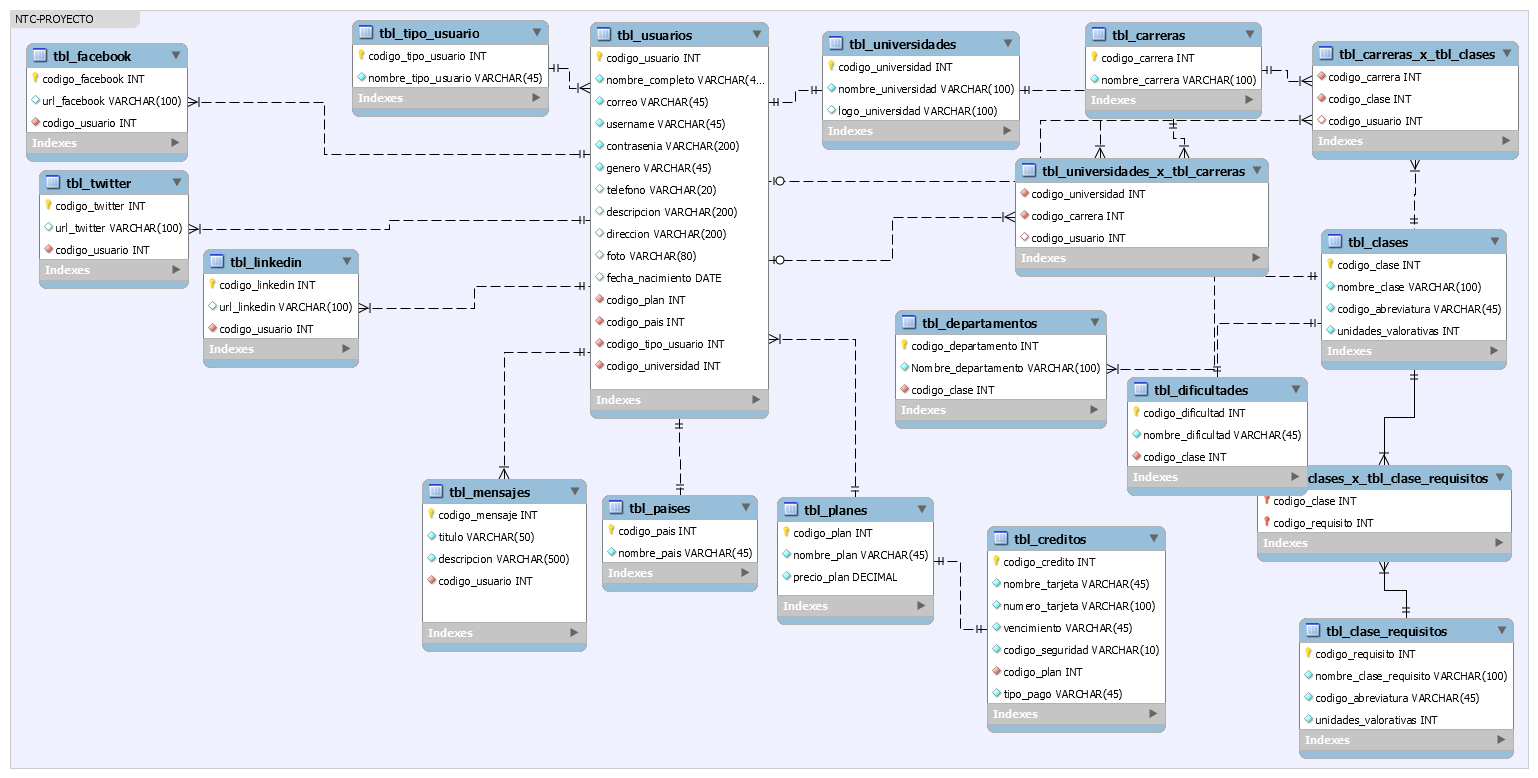 NTC-PROYECTO
tbl_facebook
codigo_facebook INT
url_facebook VARCHAR(100)
codigo_usuario INT
Indexes
tbl_twitter
codigo_twitter INT
url_twitter VARCHAR(100)
codigo_usuario INT
Indexes
tbl_linkedin
codigo_linkedin INT
url_linkedin VARCHAR(100)
codigo_usuario INT
Indexes
tbl_tipo_usuario
codigo_tipo_usuario INT
nombre_tipo_usuario VARCHAR(45)
Indexes
tbl_usuarios
codigo_usuario INT
nombre_completo VARCHAR(4...
correo VARCHAR(45)
username VARCHAR(45)
contrasenia VARCHAR(200)
genero VARCHAR(45)
telefono VARCHAR(20)
descripcion VARCHAR(200)
direccion VARCHAR(200)
foto VARCHAR(80)
fecha_nacimiento DATE
codigo_plan INT
codigo_pais INT
codigo_tipo_usuario INT
codigo_universidad INT
Indexes
tbl_universidades
codigo_universidad INT
nombre_universidad VARCHAR(100)
logo_universidad VARCHAR(100)
Indexes
tbl_carreras
codigo_carrera INT
nombre_carrera VARCHAR(100)
Indexes
tbl_carreras_x_tbl_clases
codigo_carrera INT
codigo_clase INT
codigo_usuario INT
Indexes
tbl_universidades_x_tbl_carreras
codigo_universidad INT
codigo_carrera INT
codigo_usuario INT
Indexes
tbl_clases
codigo_clase INT
nombre_clase VARCHAR(100)
codigo_abreviatura VARCHAR(45)
unidades_valorativas INT
Indexes
tbl_departamentos
codigo_departamento INT
Nombre_departamento VARCHAR(100)
codigo_clase INT
Indexes
tbl_dificultades
codigo_dificultad INT
nombre_dificultad VARCHAR(45)
codigo_clase INT
Indexes
clases_x_tbl_clase_requisitos
codigo_clase INT
codigo_requisito INT
Indexes
tbl_mensajes
codigo_mensaje INT
titulo VARCHAR(50)
descripcion VARCHAR(500)
codigo_usuario INT
Indexes
tbl_paises
codigo_pais INT
nombre_pais VARCHAR(45)
Indexes
tbl_planes
codigo_plan INT
nombre_plan VARCHAR(45)
precio_plan DECIMAL
Indexes
tbl_creditos
codigo_credito INT
nombre_tarjeta VARCHAR(45)
numero_tarjeta VARCHAR(100)
vencimiento VARCHAR(45)
codigo_seguridad VARCHAR(10)
codigo_plan INT
tipo_pago VARCHAR(45)
Indexes
tbl_clase_requisitos
codigo_requisito INT
nombre_clase_requisito VARCHAR(100)
codigo_abreviatura VARCHAR(45)
unidades_valorativas INT
Indexes